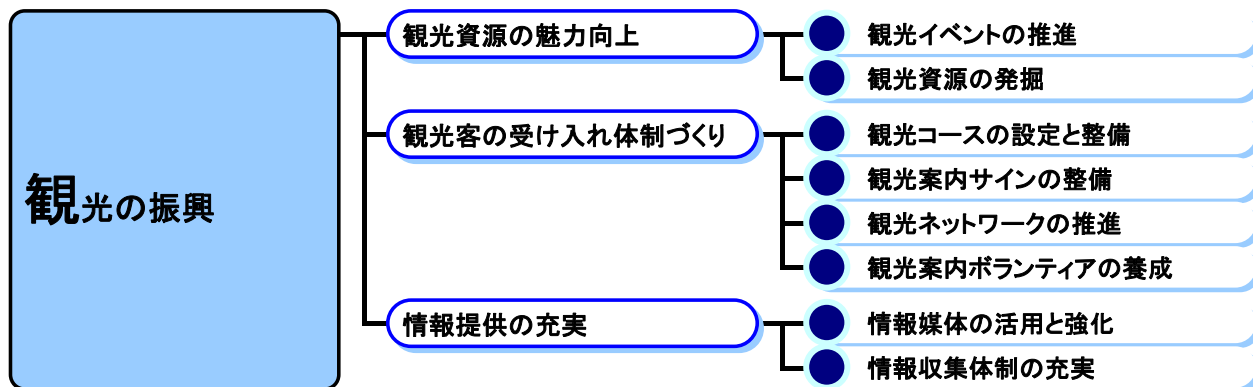 観光の振興
観光資源の魅力向上
観光イベントの推進
観光資源の発掘
観光客の受け入れ体制づくり
観光コースの設定と整備
観光案内サインの整備
観光ネットワークの推進
観光案内ボランティアの養成
情報提供の充実
情報媒体の活用と強化
情報収集体制の充実